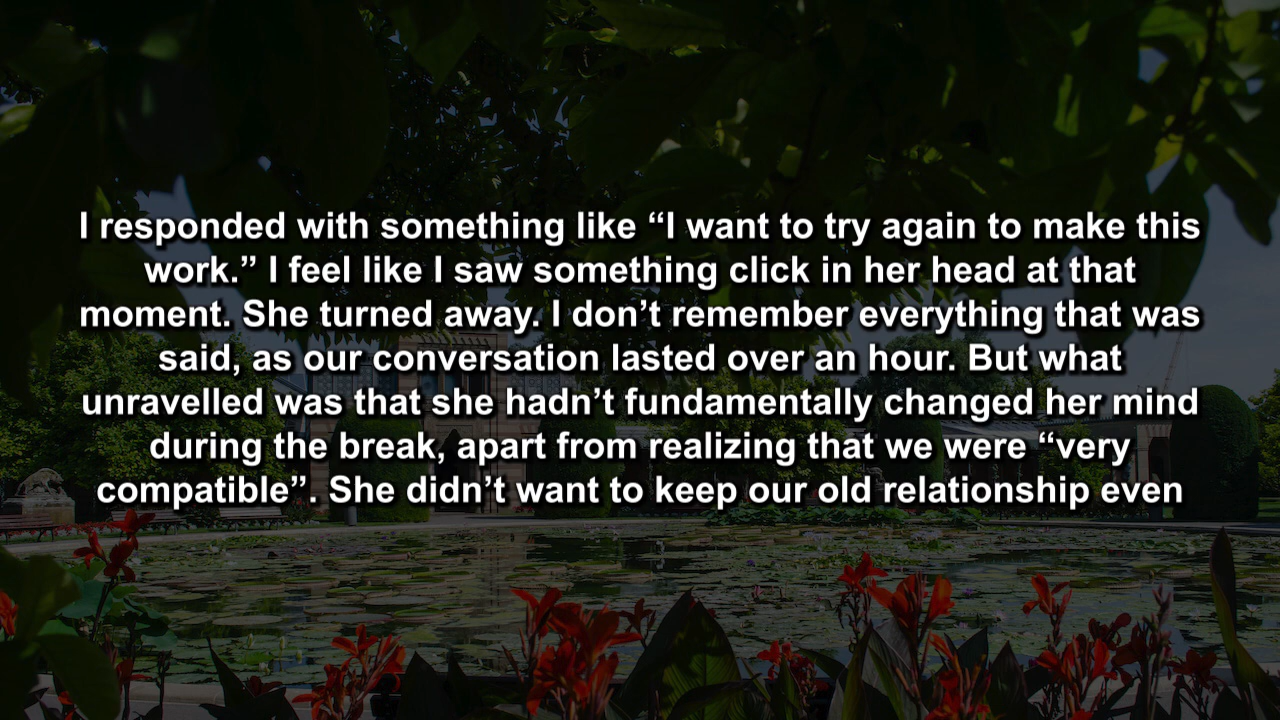 I responded with something like “I want to try again to make this
work.” I feel like I saw something click in her head at that
moment. She turned away. I don’t remember everything that was
said, as our conversation lasted over an hour. But what
unravelled was that she hadn’t fundamentally changed her mind
during the break, apart from realizing that we were “very
compatible”. She didn’t want to keep our old relationship even